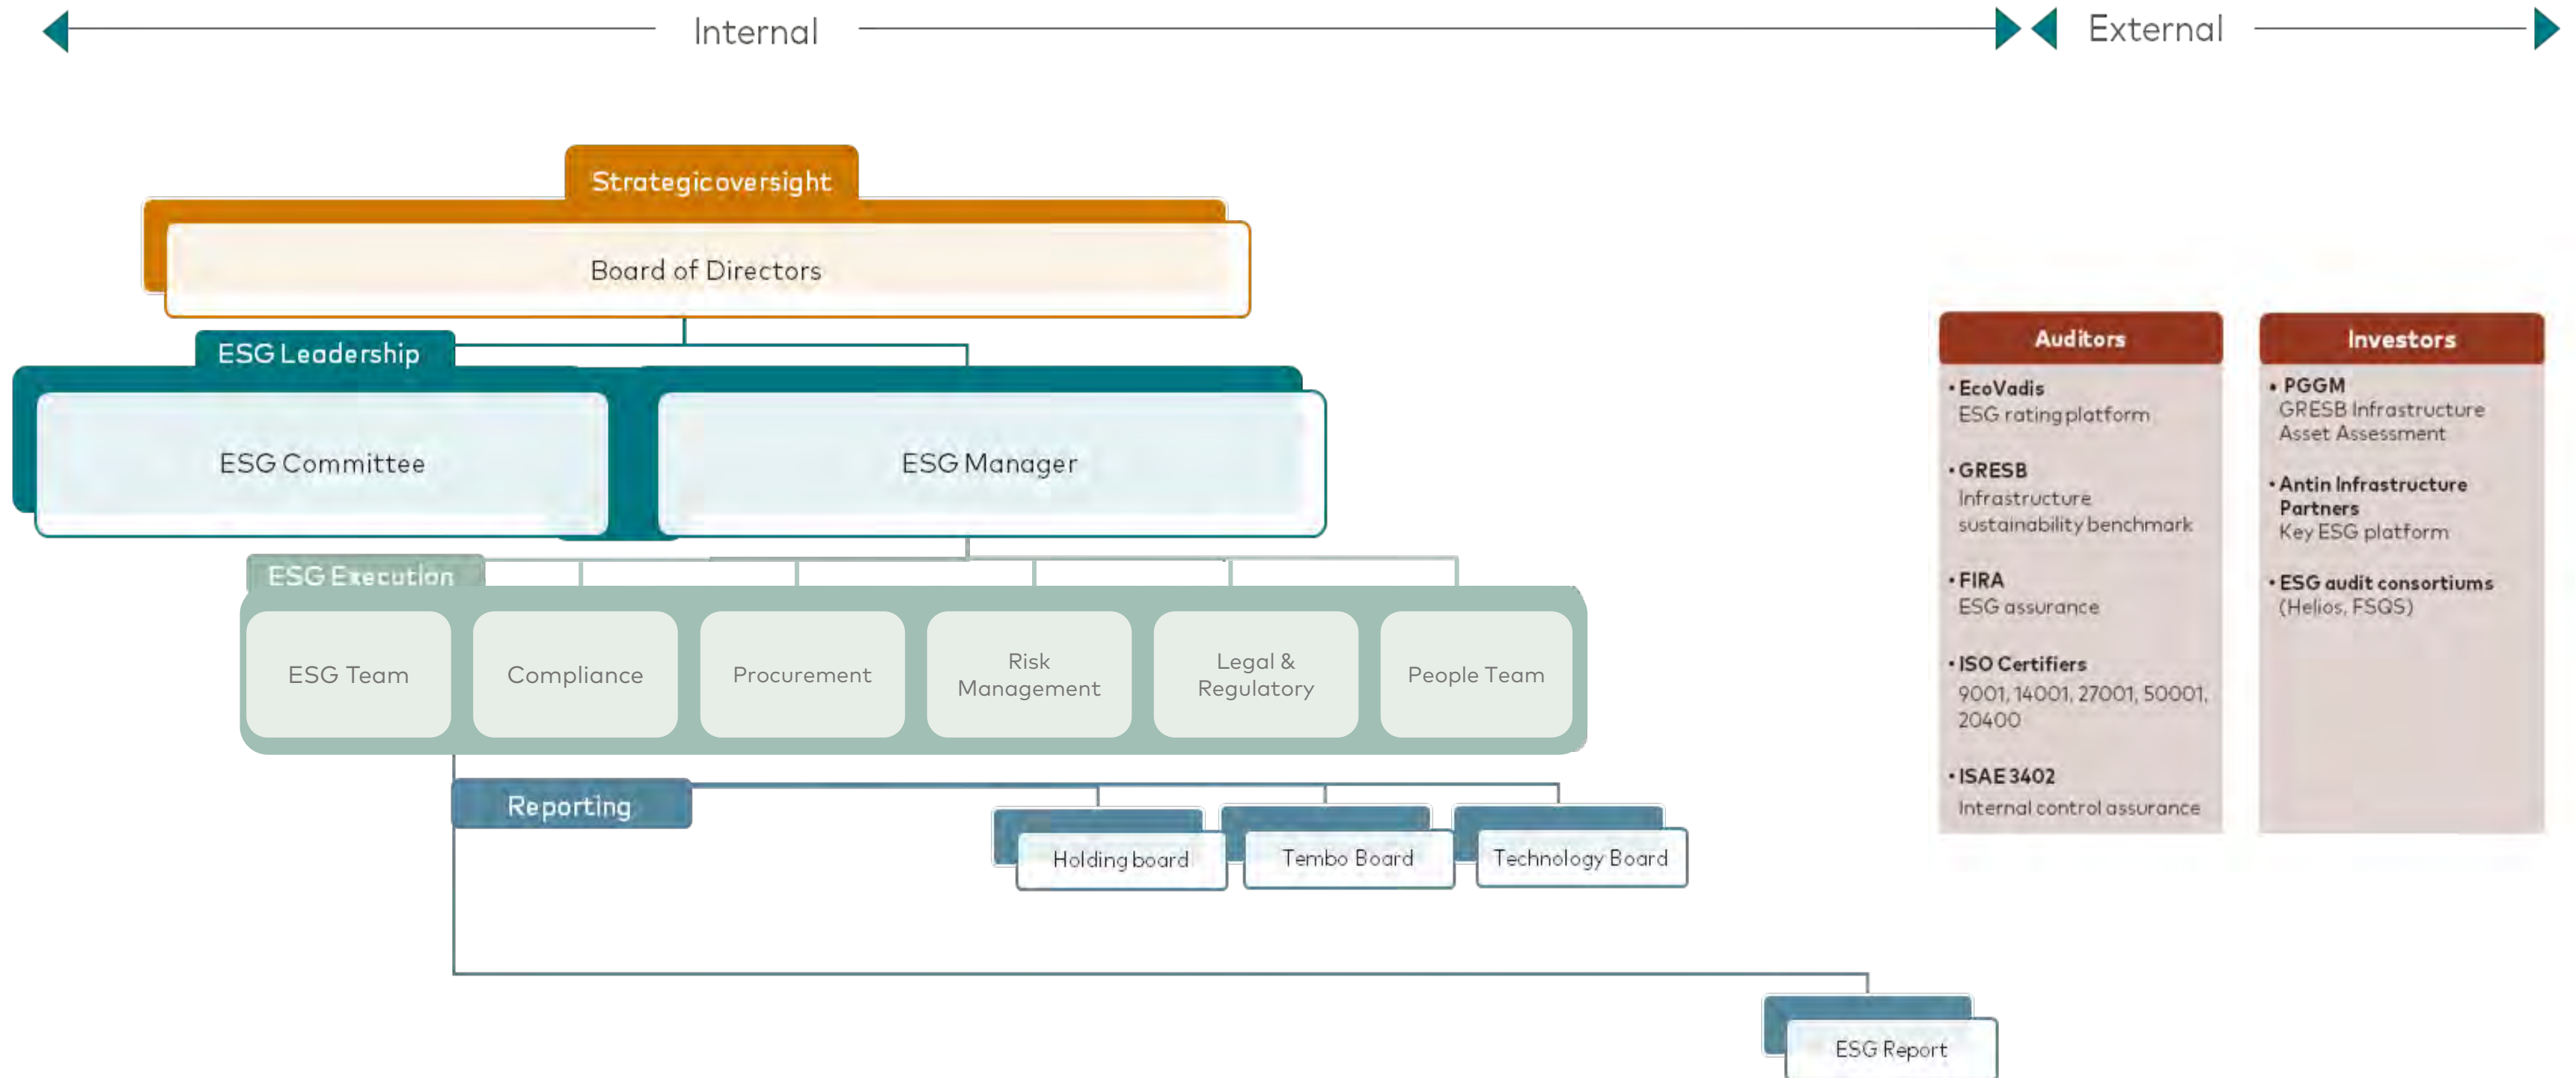 Internal
External
Strategic oversight
Board of Directors
ESG Leadership
ESG Committee
ESG Manager
ESG Execution
ESG Team
Compliance
Procurement
Risk
Management
Legal &
Regulatory
People Team
Reporting
Holding board
Tembo Board
Technology Board
ESG Report
Auditors
• EcoVadis
ESG rating platform
• GRESB
Infrastructure
sustainability benchmark
• FIRA
ESG assurance
• ISO Certifiers
9001, 14001, 27001, 50001,
20400
• ISAE 3402
Internal control assurance
Investors
• PGGM
GRESB Infrastructure
Asset Assessment
• Antin Infrastructure
Partners
Key ESG platform
• ESG audit consortiums
(Helios, FSQS)